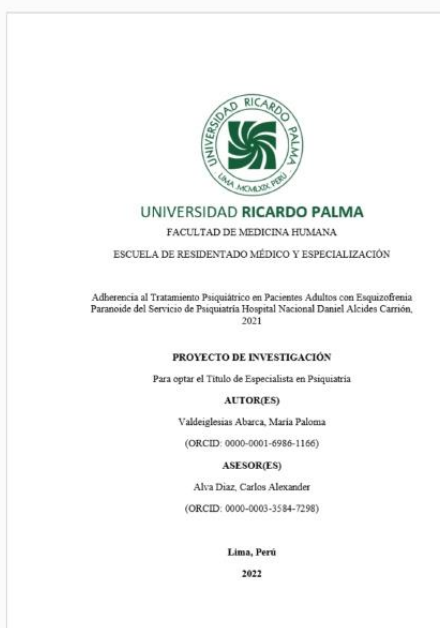 UNIVERSIDAD RICARDO PALMA
LIMA, MCMLXIX, PERÚ
UNIVERSIDAD RICARDO PALMA
FACULTAD DE MEDICINA HUMANA
ESCUELA DE RESIDENTADO MÉDICO Y ESPECIALIZACIÓN
Adherencia al Tratamiento Psiquiátrico en Pacientes Adultos con Esquizofrenia
Paranoide del Servicio de Psiquiatría Hospital Nacional Daniel Alcides Carrión,
2021
PROYECTO DE INVESTIGACIÓN
Para optar el Título de Especialista en Psiquiatría
AUTOR(ES)
Valdeiglesias Abarca, María Paloma
(ORCID: 0000-0001-6986-1166)
ASESOR(ES)
Alva Diaz, Carlos Alexander
(ORCID: 0000-0003-3584-7298)
Lima, Perú
2022